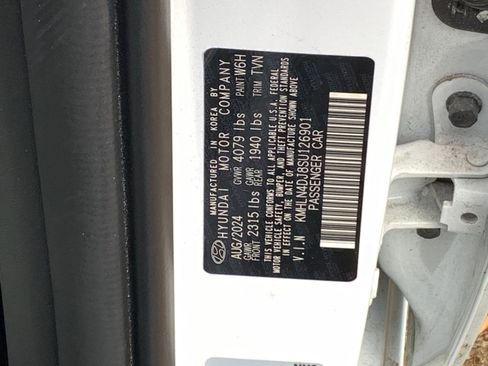 MANUFACTURED IN KOREA BY
HYUNDAI MOTOR COMPANY
AUG/2024 GVWR 4079 lbs PAINT W6H
GAWR FRONT 2315 lbs GAWR REAR 1940 lbs TRIM TVN
THIS VEHICLE CONFORMS TO ALL APPLICABLE U.S.A. FEDERAL
MOTOR VEHICLE SAFETY, BUMPER, AND THEFT PREVENTION STANDARDS
IN EFFECT ON THE DATE OF MANUFACTURE SHOWN ABOVE.
V.I.N KMHLN4DJ8SU126901
PASSENGER CAR